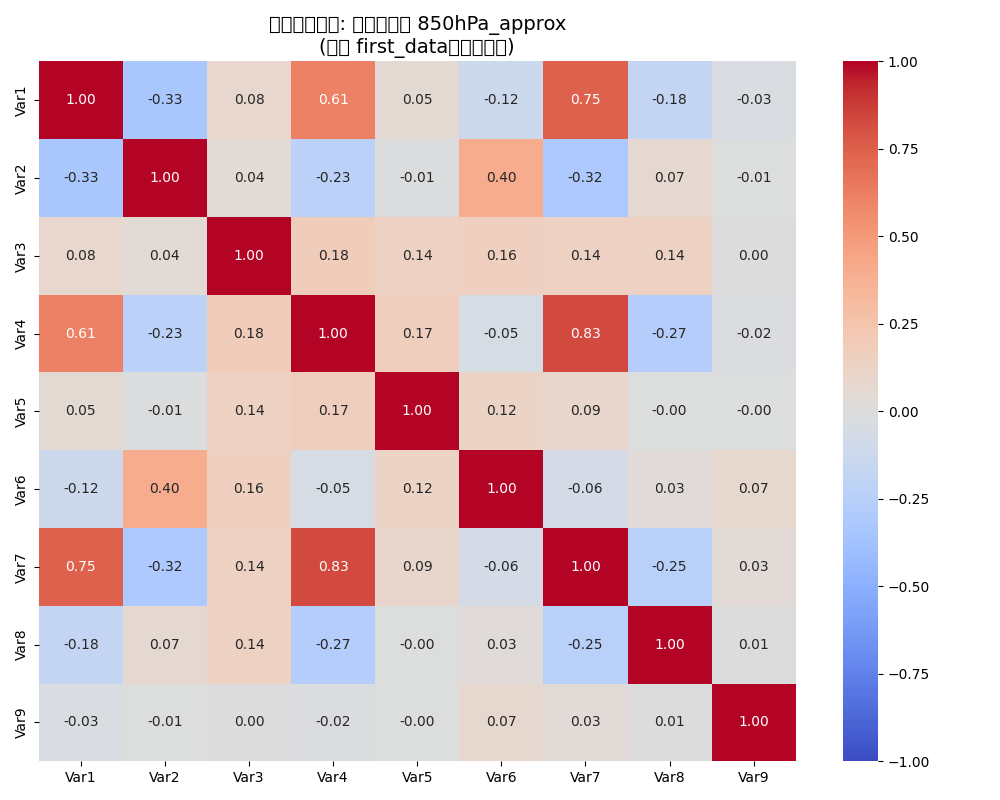 850hPa_approx
first_data
1.00
Var1 1.00 -0.33 0.08 0.61 0.05 -0.12 0.75 -0.18 -0.03
0.75
Var2 -0.33 1.00 0.04 -0.23 -0.01 0.40 -0.32 0.07 -0.01
0.50
Var3 0.08 0.04 1.00 0.18 0.14 0.16 0.14 0.14 0.00
0.25
Var4 0.61 -0.23 0.18 1.00 0.17 -0.05 0.83 -0.27 -0.02
0.00
Var5 0.05 -0.01 0.14 0.17 1.00 0.12 0.09 -0.00 -0.00
Var6 -0.12 0.40 0.16 -0.05 0.12 1.00 -0.06 0.03 0.07
−0.25
Var7 0.75 -0.32 0.14 0.83 0.09 -0.06 1.00 -0.25 0.03
−0.50
Var8 -0.18 0.07 0.14 -0.27 -0.00 0.03 -0.25 1.00 0.01
−0.75
Var9 -0.03 -0.01 0.00 -0.02 -0.00 0.07 0.03 0.01 1.00
−1.00
Var1 Var2 Var3 Var4 Var5 Var6 Var7 Var8 Var9